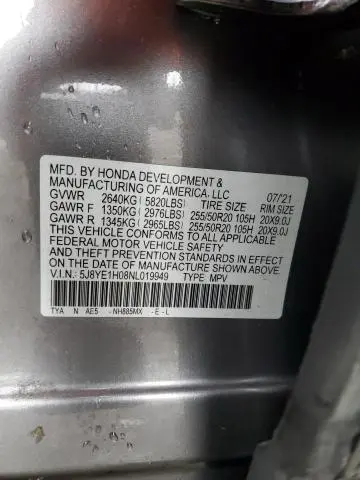 MFD. BY HONDA DEVELOPMENT &
MANUFACTURING OF AMERICA, LLC 07/21
GVWR 2640KG(5820LBS) TIRE SIZE RIM SIZE
GAWR F 1350KG(2976LBS) 255/50R20 105H 20X9.0J
GAWR R 1345KG(2965LBS) 255/50R20 105H 20X9.0J
THIS VEHICLE CONFORMS TO ALL APPLICABLE
FEDERAL MOTOR VEHICLE SAFETY
AND THEFT PREVENTION STANDARDS IN EFFECT
ON THE DATE OF MANUFACTURE SHOWN ABOVE.
V.I.N.: 5J8YE1H08NL019949 TYPE: MPV
TYA N AE5 -NH885MX -E-L